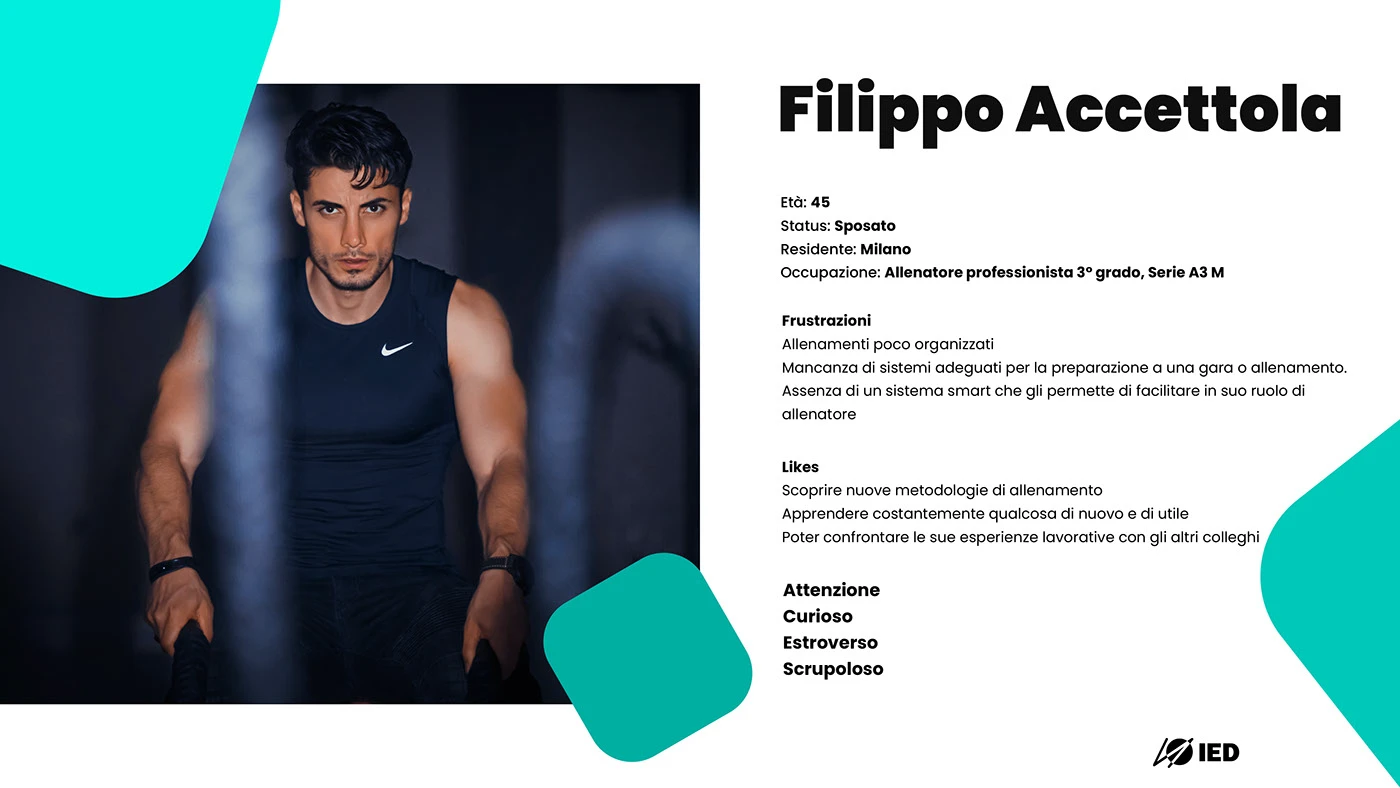 Filippo Accettola
Età: 45
Status: Sposato
Residente: Milano
Occupazione: Allenatore professionista 3° grado, Serie A3 M
Frustrazioni
Allenamenti poco organizzati
Mancanza di sistemi adeguati per la preparazione a una gara o allenamento.
Assenza di un sistema smart che gli permette di facilitare in suo ruolo di
allenatore
Likes
Scoprire nuove metodologie di allenamento
Apprendere costantemente qualcosa di nuovo e di utile
Poter confrontare le sue esperienze lavorative con gli altri colleghi
Attenzione
Curioso
Estroverso
Scrupoloso
IED